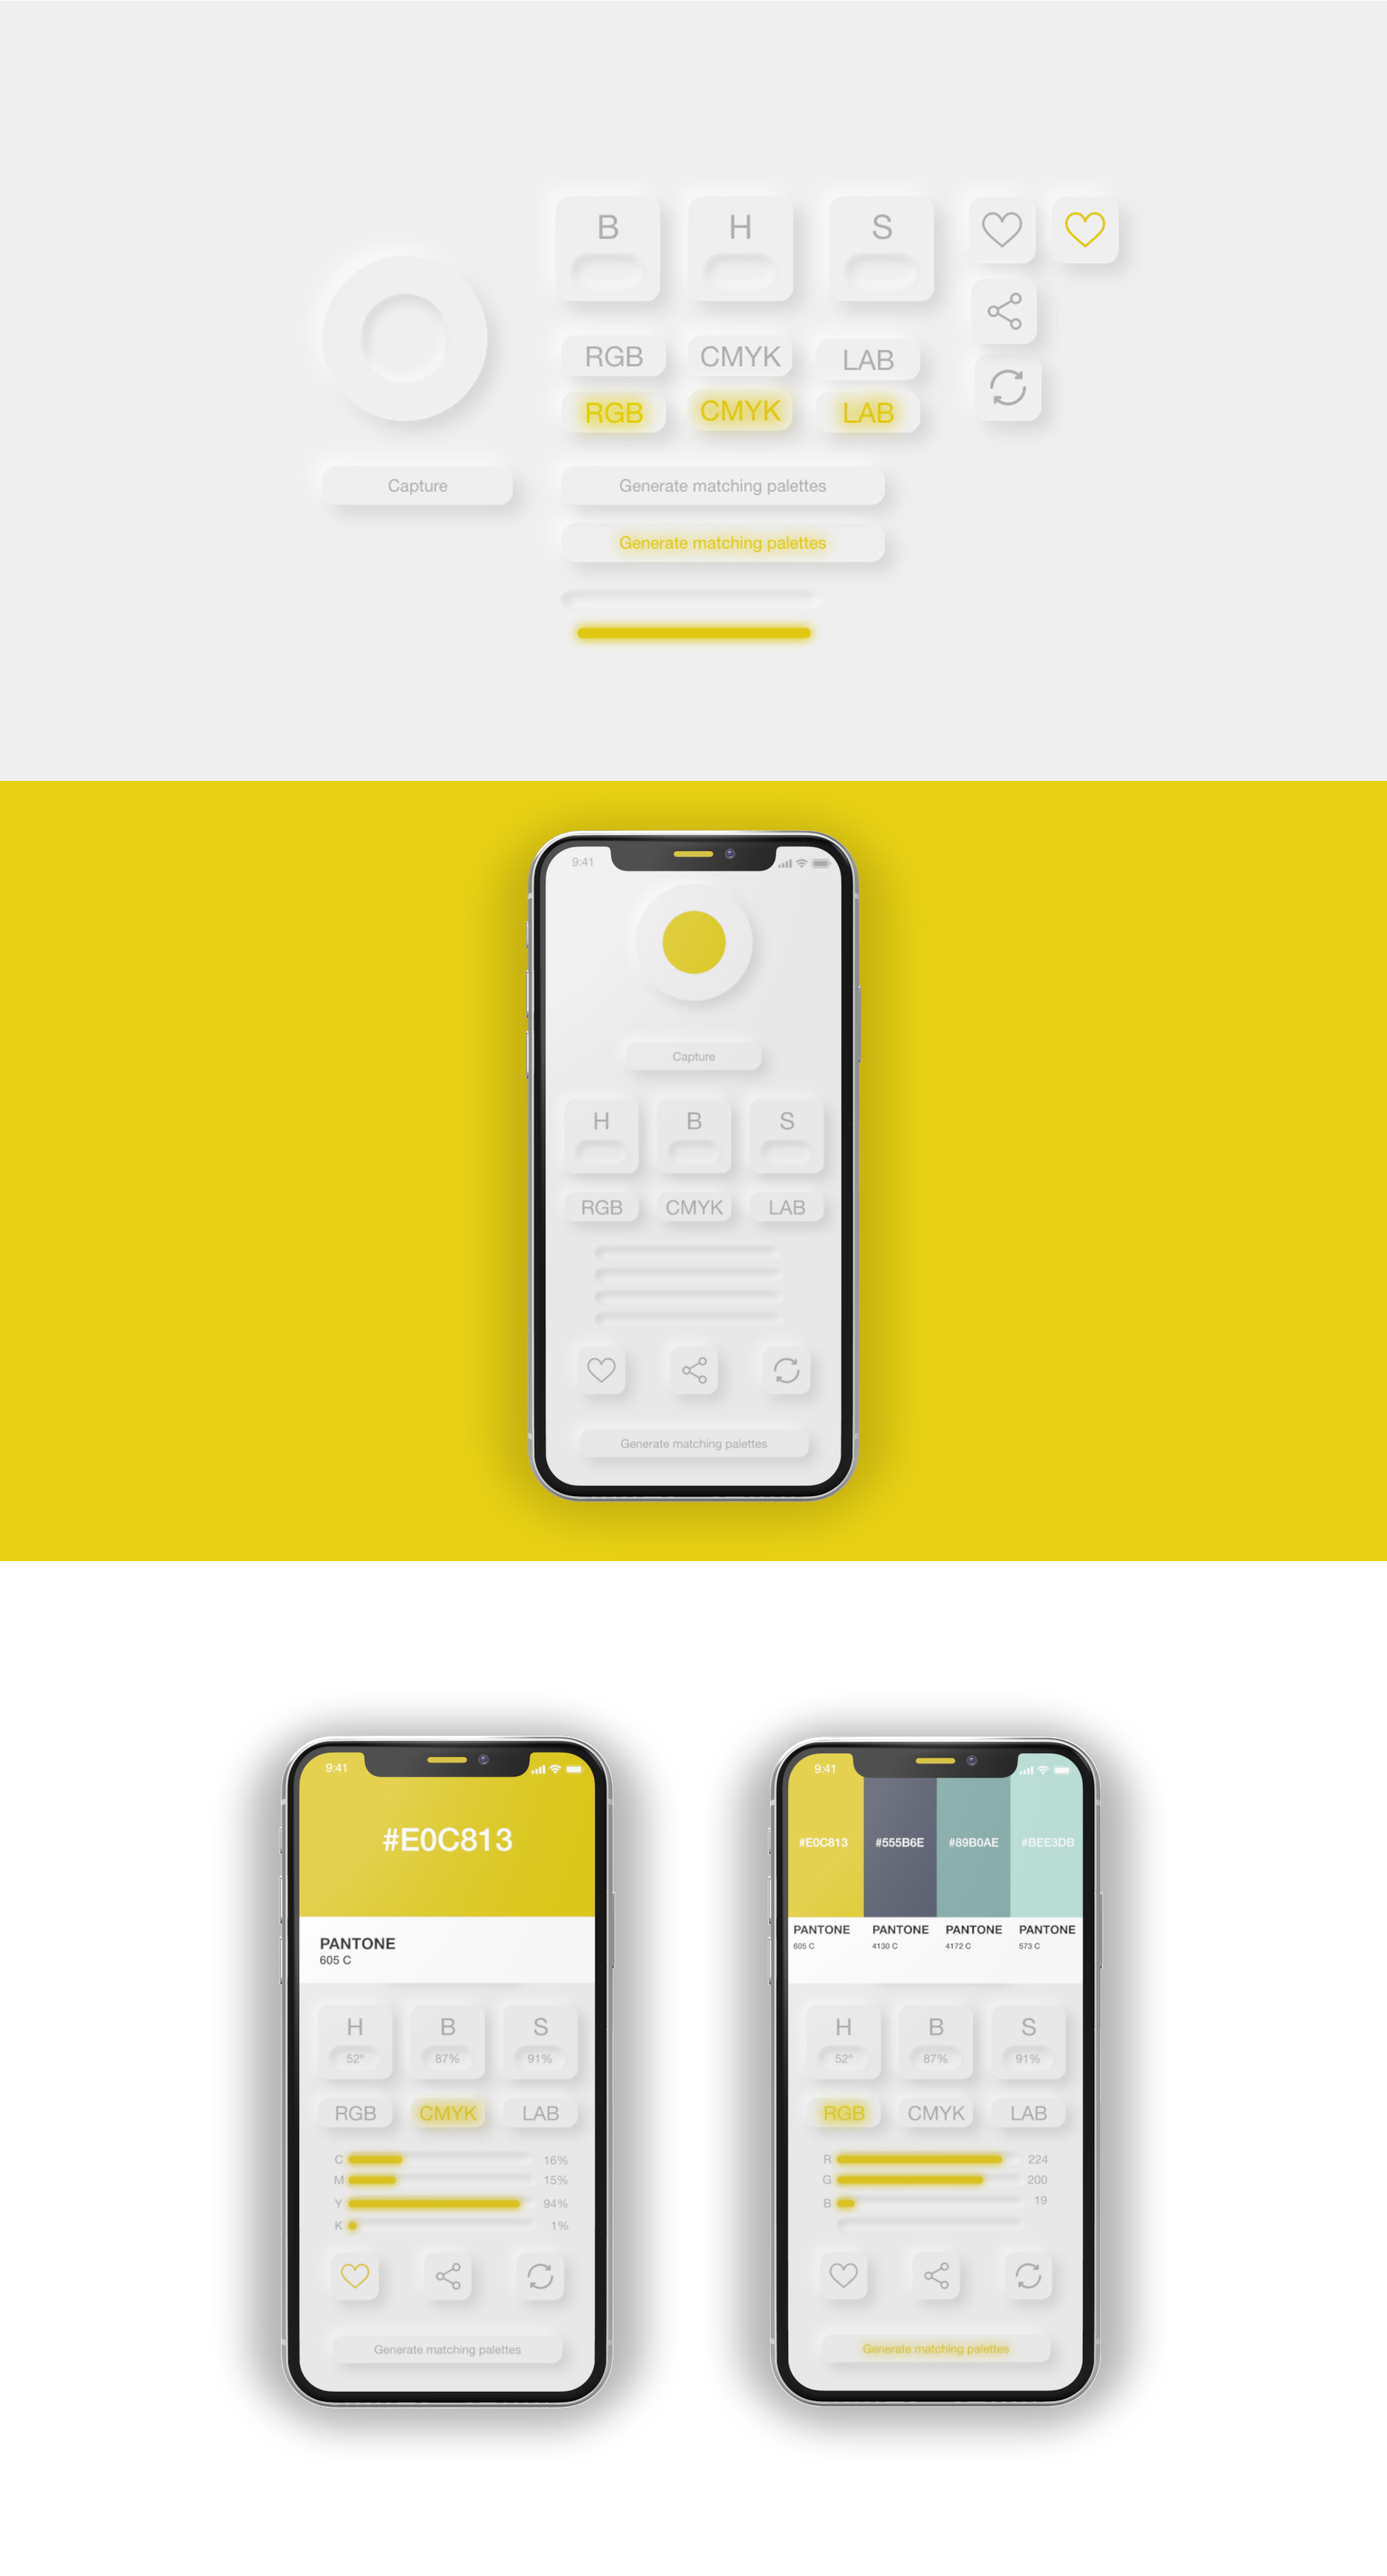 B H S
RGB CMYK LAB
RGB CMYK LAB
Capture
Generate matching palettes
Generate matching palettes
9:41
Capture
H B S
RGB CMYK LAB
Generate matching palettes
9:41
#E0C813
PANTONE
605 C
H B S
52º 87% 91%
RGB CMYK LAB
C 16%
M 15%
Y 94%
K 1%
Generate matching palettes
9:41
#E0C813 #555B6E #89B0AE #BEE3DB
PANTONE PANTONE PANTONE PANTONE
605 C 4130 C 4172 C 573 C
H B S
52º 87% 91%
RGB CMYK LAB
R 224
G 200
B 19
Generate matching palettes